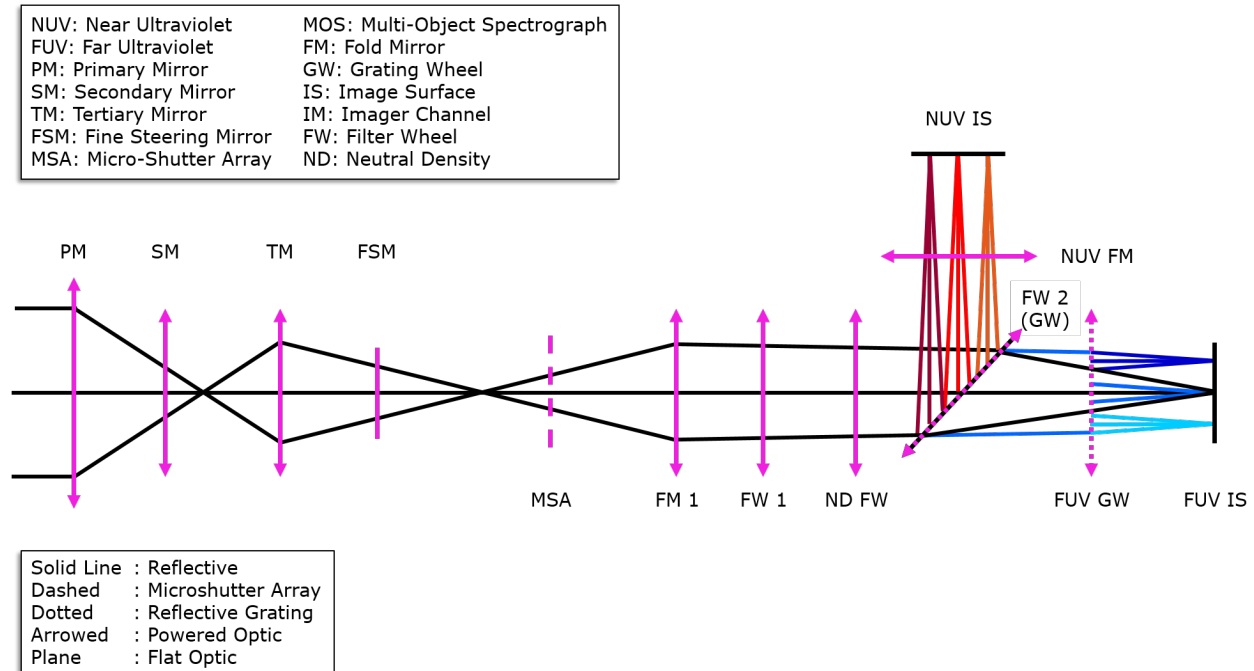 NUV: Near Ultraviolet
FUV: Far Ultraviolet
PM: Primary Mirror
SM: Secondary Mirror
TM: Tertiary Mirror
FSM: Fine Steering Mirror
MSA: Micro-Shutter Array
MOS: Multi-Object Spectrograph
FM: Fold Mirror
GW: Grating Wheel
IS: Image Surface
IM: Imager Channel
FW: Filter Wheel
ND: Neutral Density
NUV IS
PM
SM
TM
FSM
NUV FM
FW 2
(GW)
MSA
FM 1
FW 1
ND FW
FUV GW
FUV IS
Solid Line : Reflective
Dashed : Microshutter Array
Dotted : Reflective Grating
Arrowed : Powered Optic
Plane : Flat Optic